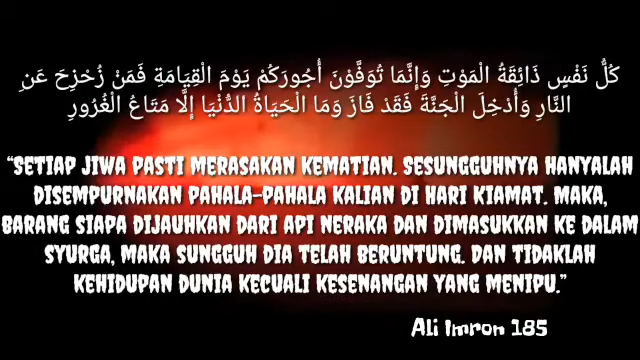 كُلُّ نَفْسٍ ذَائِقَةُ الْمَوْتِ وَإِنَّمَا تُوَفَّوْنَ أُجُورَكُمْ يَوْمَ الْقِيَامَةِ فَمَنْ زُحْزِحَ عَنِ
النَّارِ وَأُدْخِلَ الْجَنَّةَ فَقَدْ فَازَ وَمَا الْحَيَاةُ الدُّنْيَا إِلَّا مَتَاعُ الْغُرُورِ
“SETIAP JIWA PASTI MERASAKAN KEMATIAN. SESUNGGUHNYA HANYALAH
DISEMPURNAKAN PAHALA-PAHALA KALIAN DI HARI KIAMAT. MAKA,
BARANG SIAPA DIJAUHKAN DARI API NERAKA DAN DIMASUKKAN KE DALAM
SYURGA, MAKA SUNGGUH DIA TELAH BERUNTUNG. DAN TIDAKLAH
KEHIDUPAN DUNIA KECUALI KESENANGAN YANG MENIPU.”
Ali Imron 185